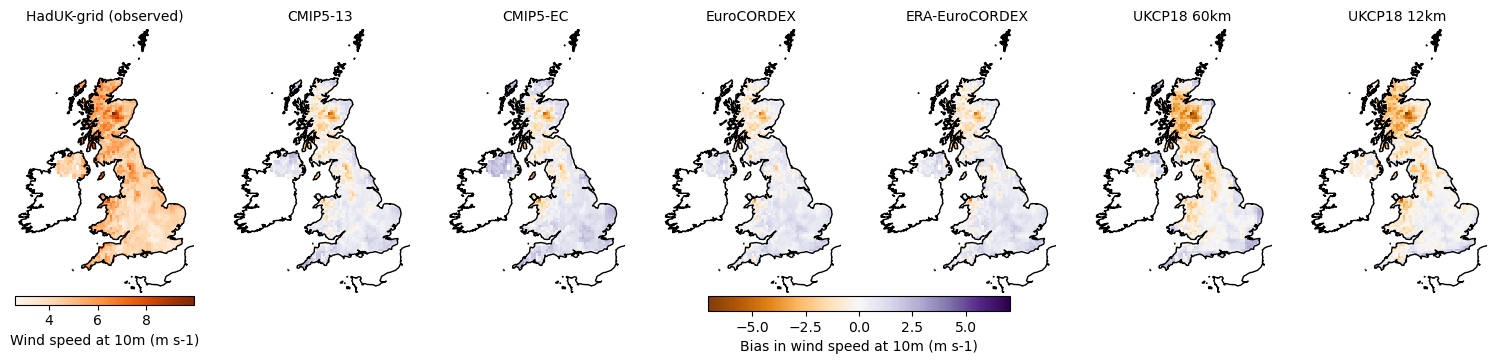 HadUK-grid (observed)
CMIP5-13
CMIP5-EC
EuroCORDEX
ERA-EuroCORDEX
UKCP18 60km
UKCP18 12km
4 6 8
Wind speed at 10m (m s-1)
−5.0 −2.5 0.0 2.5 5.0
Bias in wind speed at 10m (m s-1)